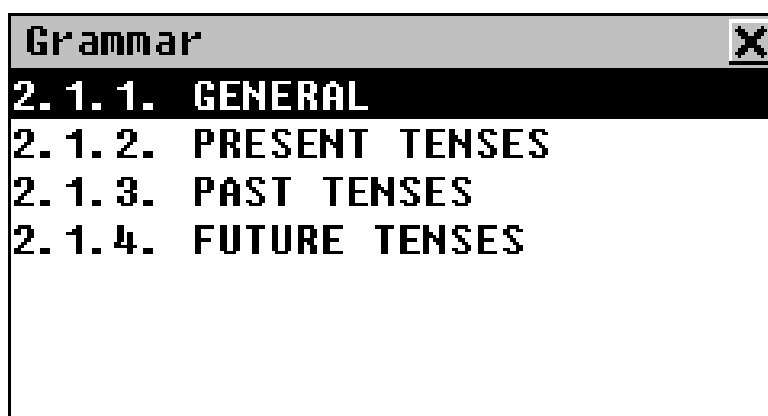 Grammar
2.1.1. GENERAL
2.1.2. PRESENT TENSES
2.1.3. PAST TENSES
2.1.4. FUTURE TENSES